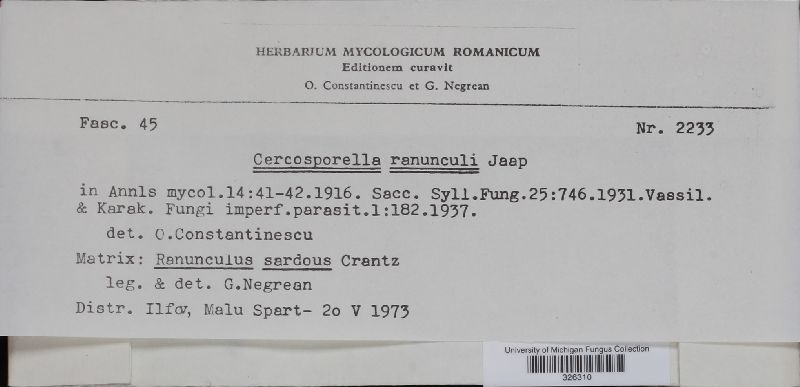 HERBARIUM MYCOLOGICUM ROMANICUM
Editionem curavit
O. Constantinescu et G. Negrean
Fasc. 45
Nr. 2233
Cercosporella ranunculi Jaap
in Annls mycol.14:41-42.1916. Sacc. Syll.Fung.25:746.1931.Vassil.
& Karak. Fungi imperf.parasit.1:182.1937.
det. O.Constantinescu
Matrix: Ranunculus sardous Crantz
leg. & det. G.Negrean
Distr. Ilfov, Malu Spart- 2o V 1973
University of Michigan Fungus Collection
326310